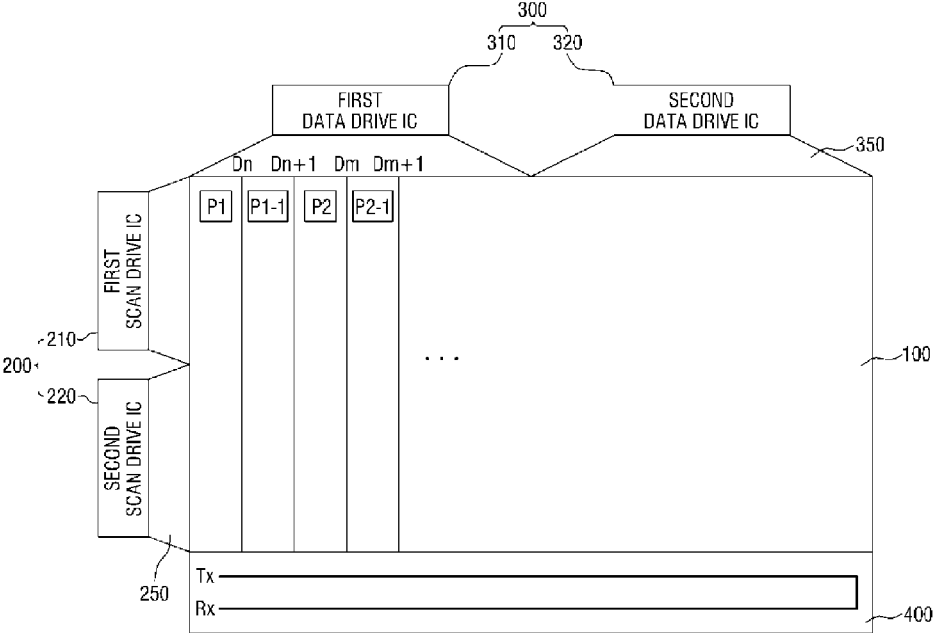 300
310
320
FIRST
DATA DRIVE IC
SECOND
DATA DRIVE IC
350
Dn Dn+1 Dm Dm+1
P1 P1-1 P2 P2-1
FIRST
SCAN DRIVE IC
210
200
220
SECOND
SCAN DRIVE IC
250
...
100
Tx
Rx
400